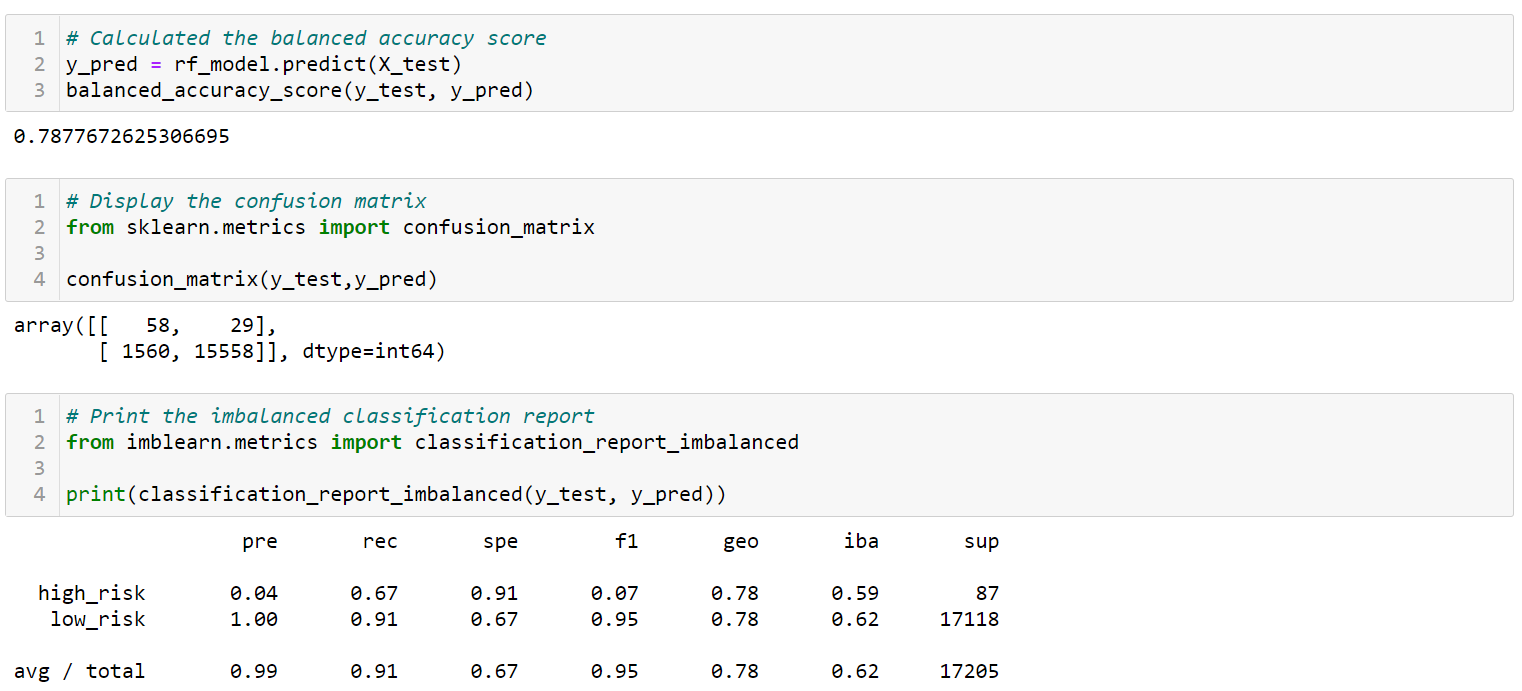 1 # Calculated the balanced accuracy score
2 y_pred = rf_model.predict(X_test)
3 balanced_accuracy_score(y_test, y_pred)
0.7877672625306695
1 # Display the confusion matrix
2 from sklearn.metrics import confusion_matrix
3
4 confusion_matrix(y_test,y_pred)
array([[   58,    29],
       [ 1560, 15558]], dtype=int64)
1 # Print the imbalanced classification report
2 from imblearn.metrics import classification_report_imbalanced
3
4 print(classification_report_imbalanced(y_test, y_pred))
                   pre       rec       spe        f1       geo       iba       sup
  high_risk       0.04      0.67      0.91      0.07      0.78      0.59        87
   low_risk       1.00      0.91      0.67      0.95      0.78      0.62     17118
avg / total       0.99      0.91      0.67      0.95      0.78      0.62     17205